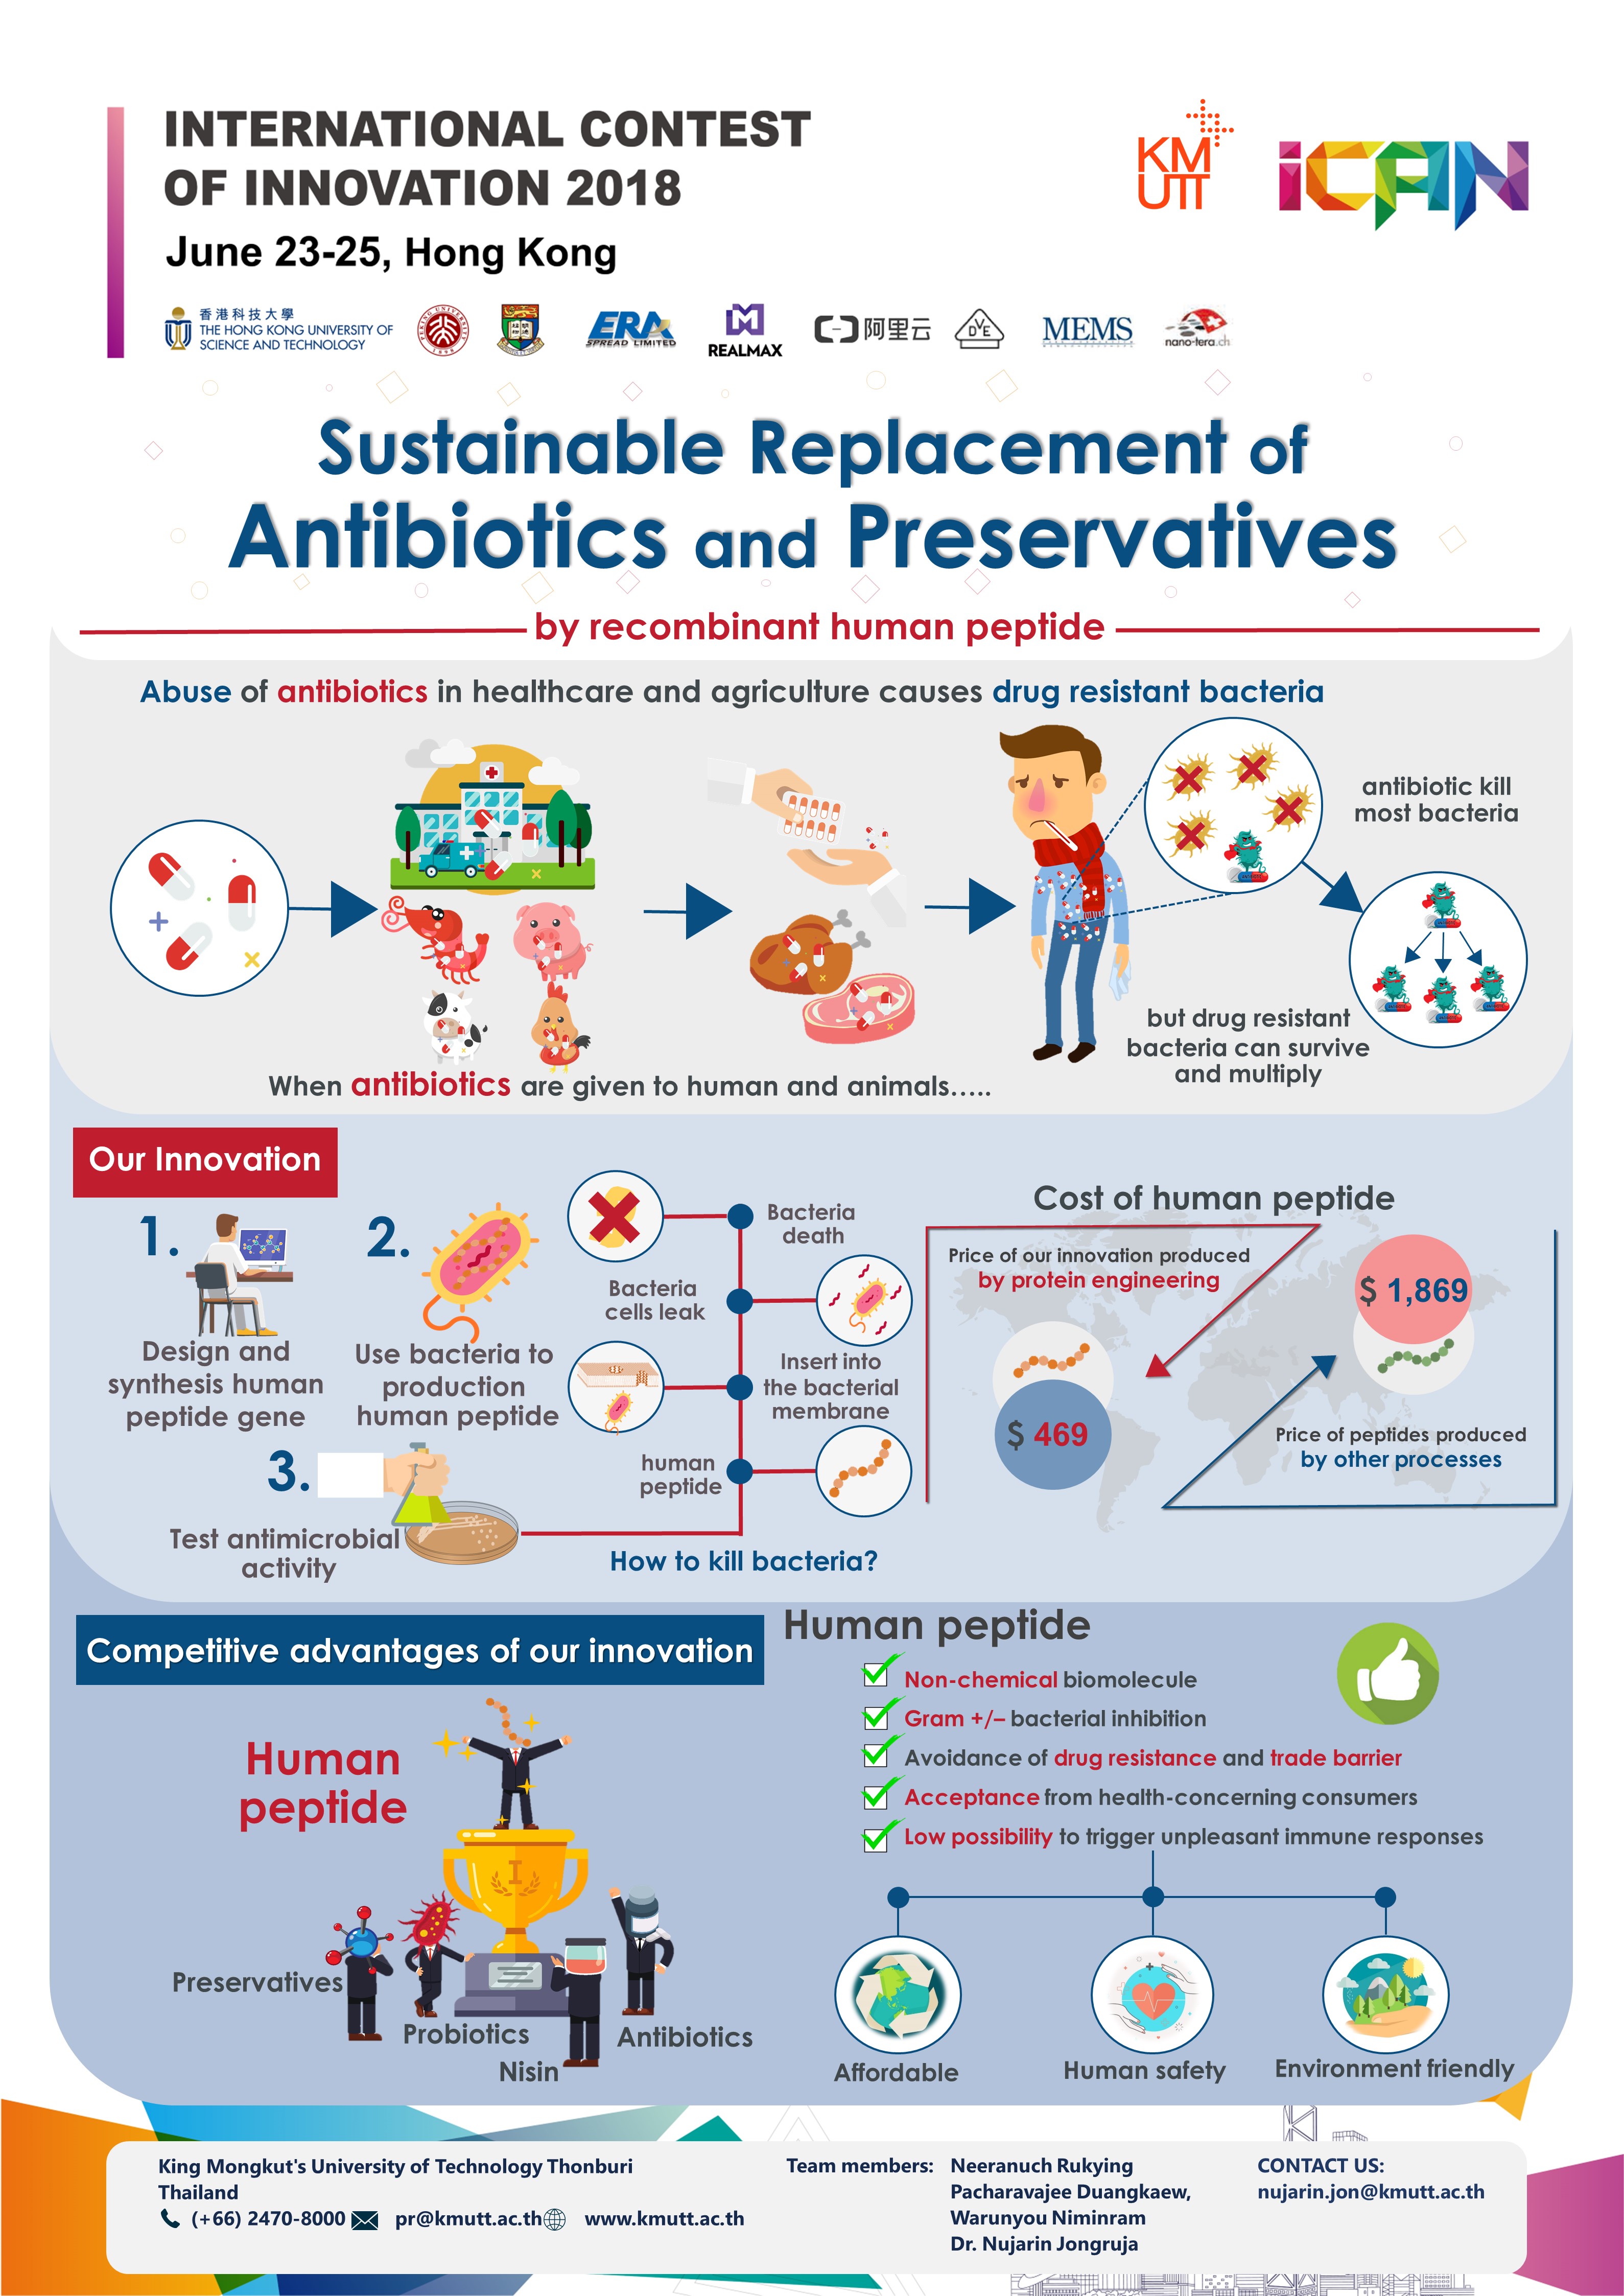 INTERNATIONAL CONTEST
OF INNOVATION 2018
June 23-25, Hong Kong
KM
UTT
iCAN
香港科技大學
THE HONG KONG UNIVERSITY OF
SCIENCE AND TECHNOLOGY
PEKING UNIVERSITY
1898
ERA
SPREAD LIMITED
REALMAX
阿里云
DVE
MEMS
nano-tera.ch
Sustainable Replacement of
Antibiotics and Preservatives
by recombinant human peptide
Abuse of antibiotics in healthcare and agriculture causes drug resistant bacteria
antibiotic kill
most bacteria
but drug resistant
bacteria can survive
and multiply
When antibiotics are given to human and animals.....
Our Innovation
1.
Design and
synthesis human
peptide gene
2.
Use bacteria to
production
human peptide
3.
Test antimicrobial
activity
Bacteria
death
Bacteria
cells leak
Insert into
the bacterial
membrane
human
peptide
How to kill bacteria?
Cost of human peptide
Price of our innovation produced
by protein engineering
$ 469
$ 1,869
Price of peptides produced
by other processes
Competitive advantages of our innovation
Human
peptide
I
Preservatives
Probiotics
Nisin
Antibiotics
Human peptide
Non-chemical biomolecule
Gram +/– bacterial inhibition
Avoidance of drug resistance and trade barrier
Acceptance from health-concerning consumers
Low possibility to trigger unpleasant immune responses
Affordable
Human safety
Environment friendly
King Mongkut's University of Technology Thonburi
Thailand
(+66) 2470-8000 pr@kmutt.ac.th www.kmutt.ac.th
Team members: Neeranuch Rukying
Pacharavajee Duangkaew,
Warunyou Niminram
Dr. Nujarin Jongruja
CONTACT US:
nujarin.jon@kmutt.ac.th